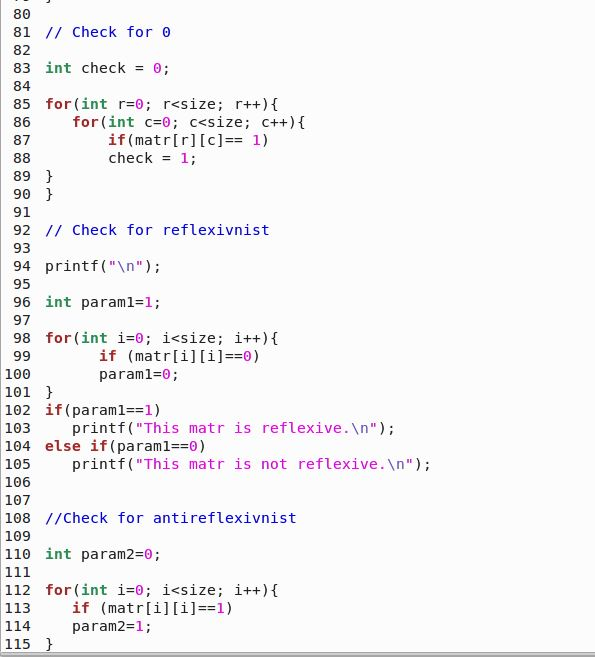 80
81 // Check for 0
82
83 int check = 0;
84
85 for(int r=0; r<size; r++){
86    for(int c=0; c<size; c++){
87        if(matr[r][c]== 1)
88        check = 1;
89 }
90 }
91
92 // Check for reflexivnist
93
94 printf("\n");
95
96 int param1=1;
97
98 for(int i=0; i<size; i++){
99       if (matr[i][i]==0)
100       param1=0;
101 }
102 if(param1==1)
103    printf("This matr is reflexive.\n");
104 else if(param1==0)
105    printf("This matr is not reflexive.\n");
106
107
108 //Check for antireflexivnist
109
110 int param2=0;
111
112 for(int i=0; i<size; i++){
113    if (matr[i][i]==1)
114    param2=1;
115 }